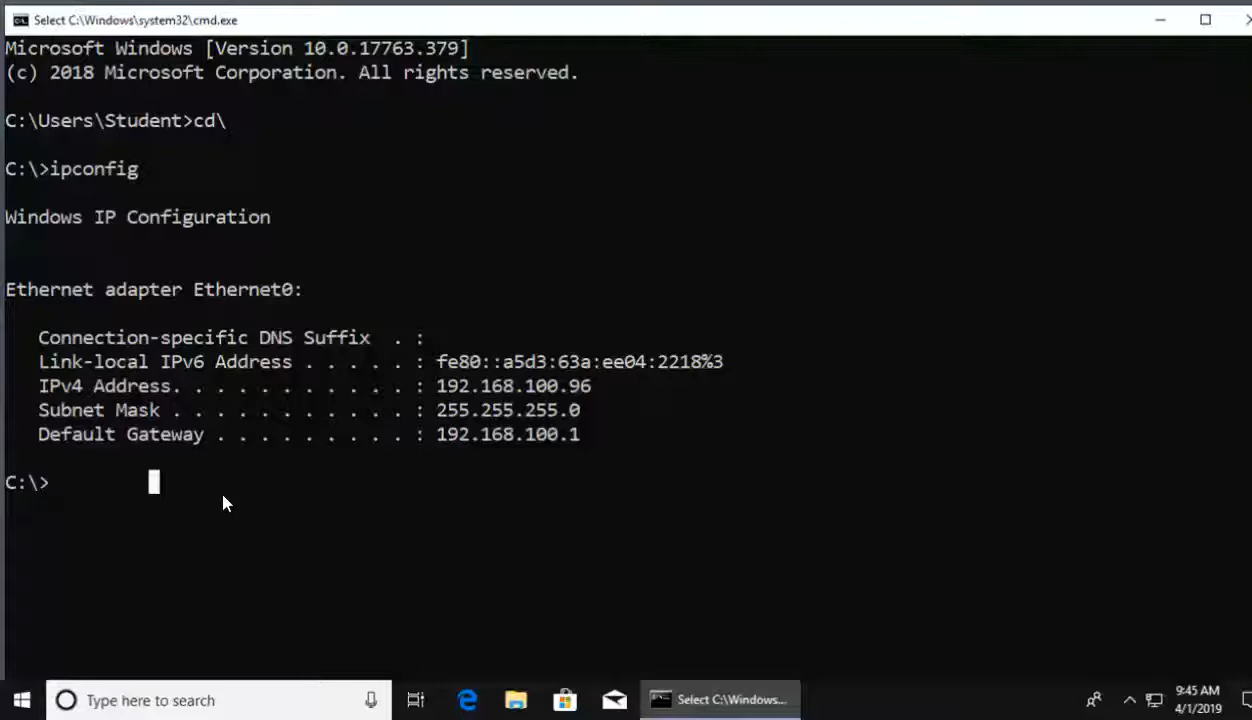 Select C:\Windows\system32\cmd.exe
Microsoft Windows [Version 10.0.17763.379]
(c) 2018 Microsoft Corporation. All rights reserved.
C:\Users\Student>cd\
C:\>ipconfig
Windows IP Configuration
Ethernet adapter Ethernet0:
Connection-specific DNS Suffix  . :
Link-local IPv6 Address . . . . . : fe80::a5d3:63a:ee04:2218%3
IPv4 Address. . . . . . . . . . . : 192.168.100.96
Subnet Mask . . . . . . . . . . . : 255.255.255.0
Default Gateway . . . . . . . . . : 192.168.100.1
C:\>
Type here to search
Select C:\Windows...
9:45 AM
4/1/2019